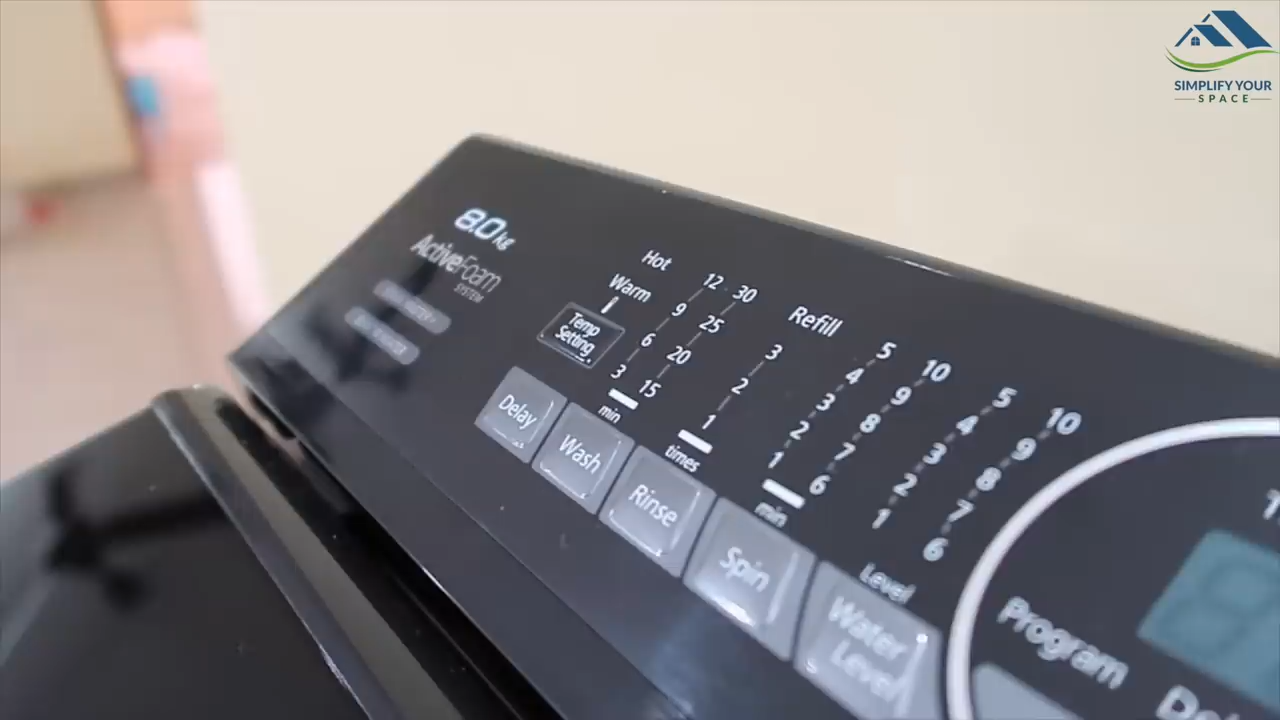 SIMPLIFY YOUR
SPACE
8.0kg
ActiveFoam
SYSTEM
Hot
Warm
Temp
Setting
12 30
9 25
6 20
3 15
min
Refill
3
2
1
times
5 10
4 9
3 8
2 7
1 6
min
5 10
4 9
3 8
2 7
1 6
Level
Delay
Wash
Rinse
Spin
Water
Level
Program